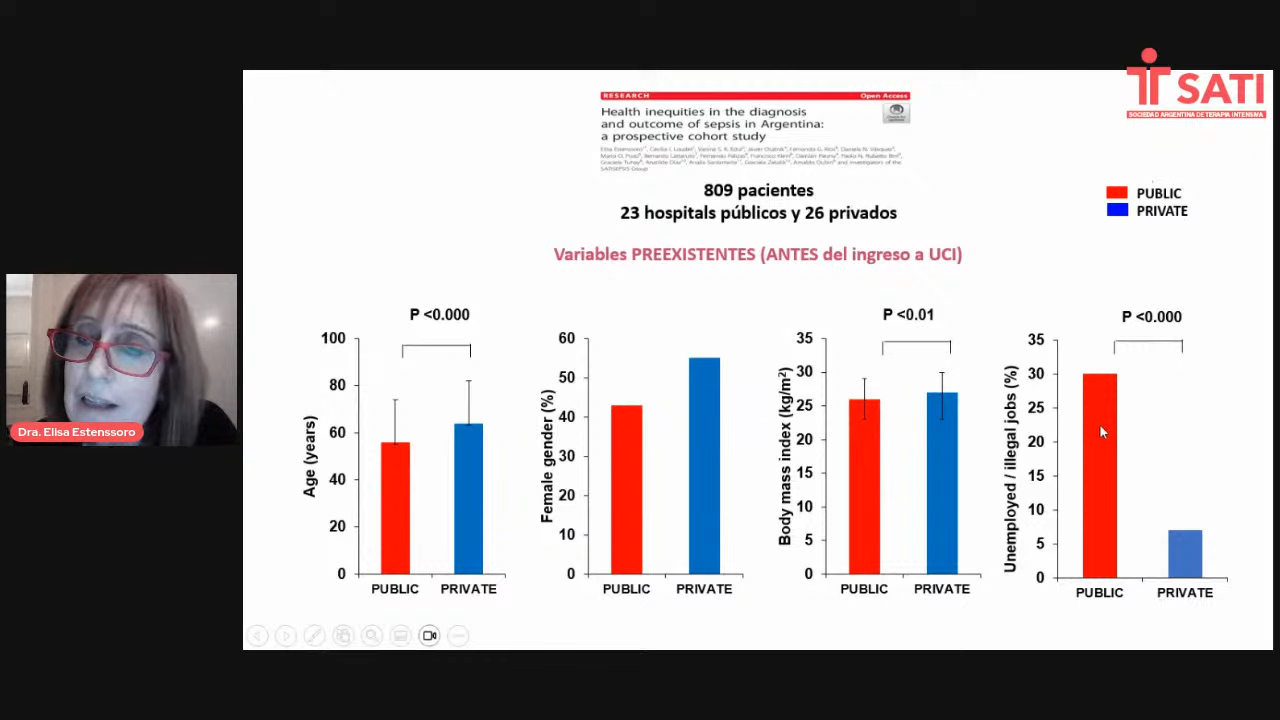 SATI
SOCIEDAD ARGENTINA DE TERAPIA INTENSIVA
RESEARCH
Open Access
Health inequities in the diagnosis
and outcome of sepsis in Argentina:
a prospective cohort study
SATISEPSIS Group
809 pacientes
23 hospitals públicos y 26 privados
PUBLIC
PRIVATE
Variables PREEXISTENTES (ANTES del ingreso a UCI)
Dra. Elisa Estenssoro
P <0.000
Age (years)
100
80
60
40
20
0
PUBLIC
PRIVATE
Female gender (%)
60
50
40
30
20
10
0
PUBLIC
PRIVATE
P <0.01
Body mass index (kg/m²)
35
30
25
20
15
10
5
0
PUBLIC
PRIVATE
P <0.000
Unemployed / illegal jobs (%)
35
30
25
20
15
10
5
0
PUBLIC
PRIVATE